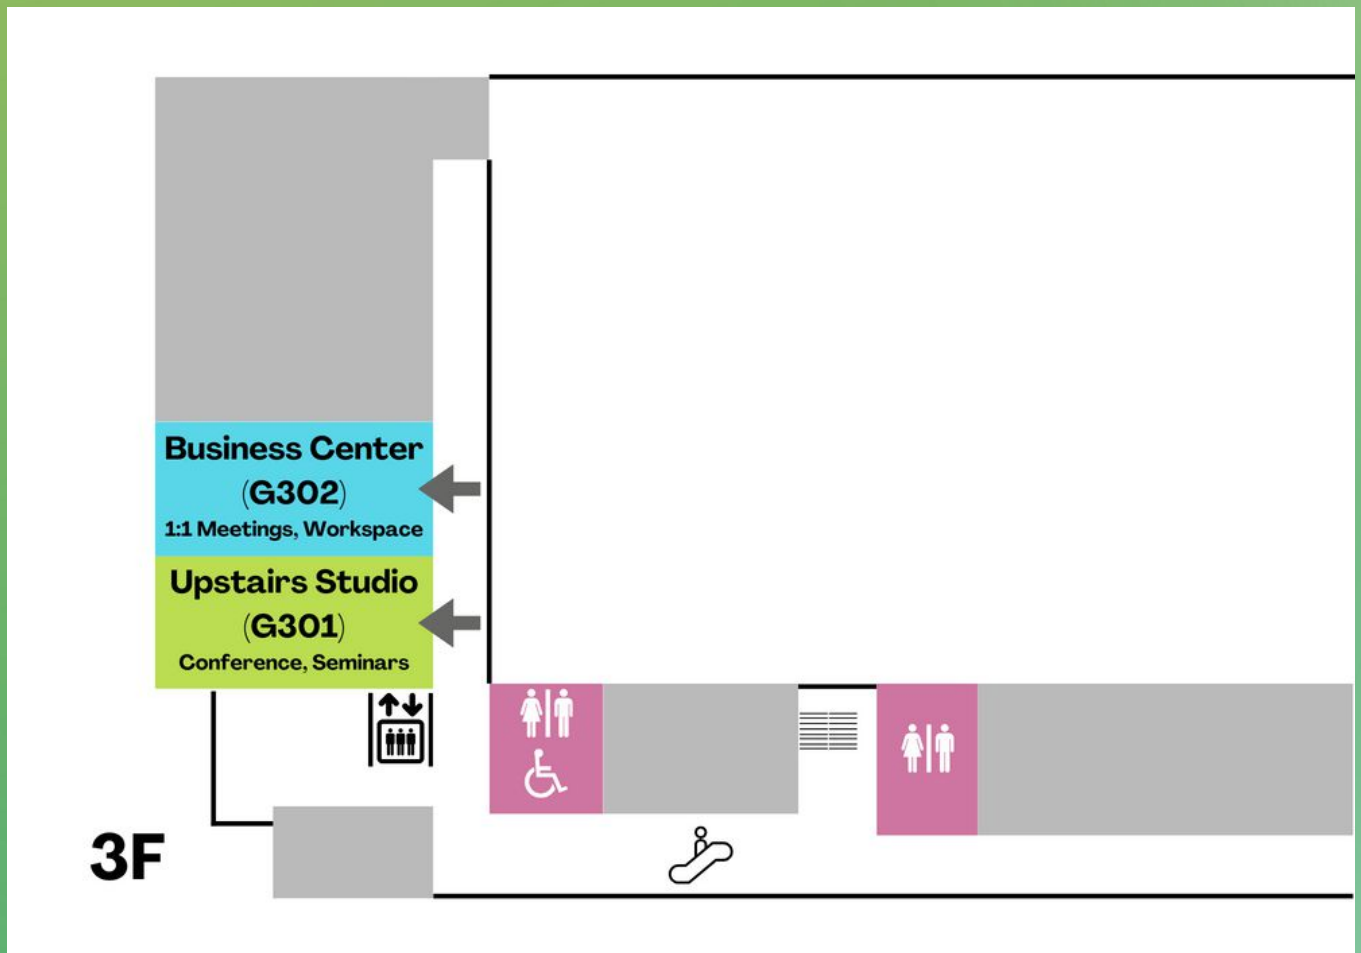 Business Center
(G302)
1:1 Meetings, Workspace
Upstairs Studio
(G301)
Conference, Seminars
3F